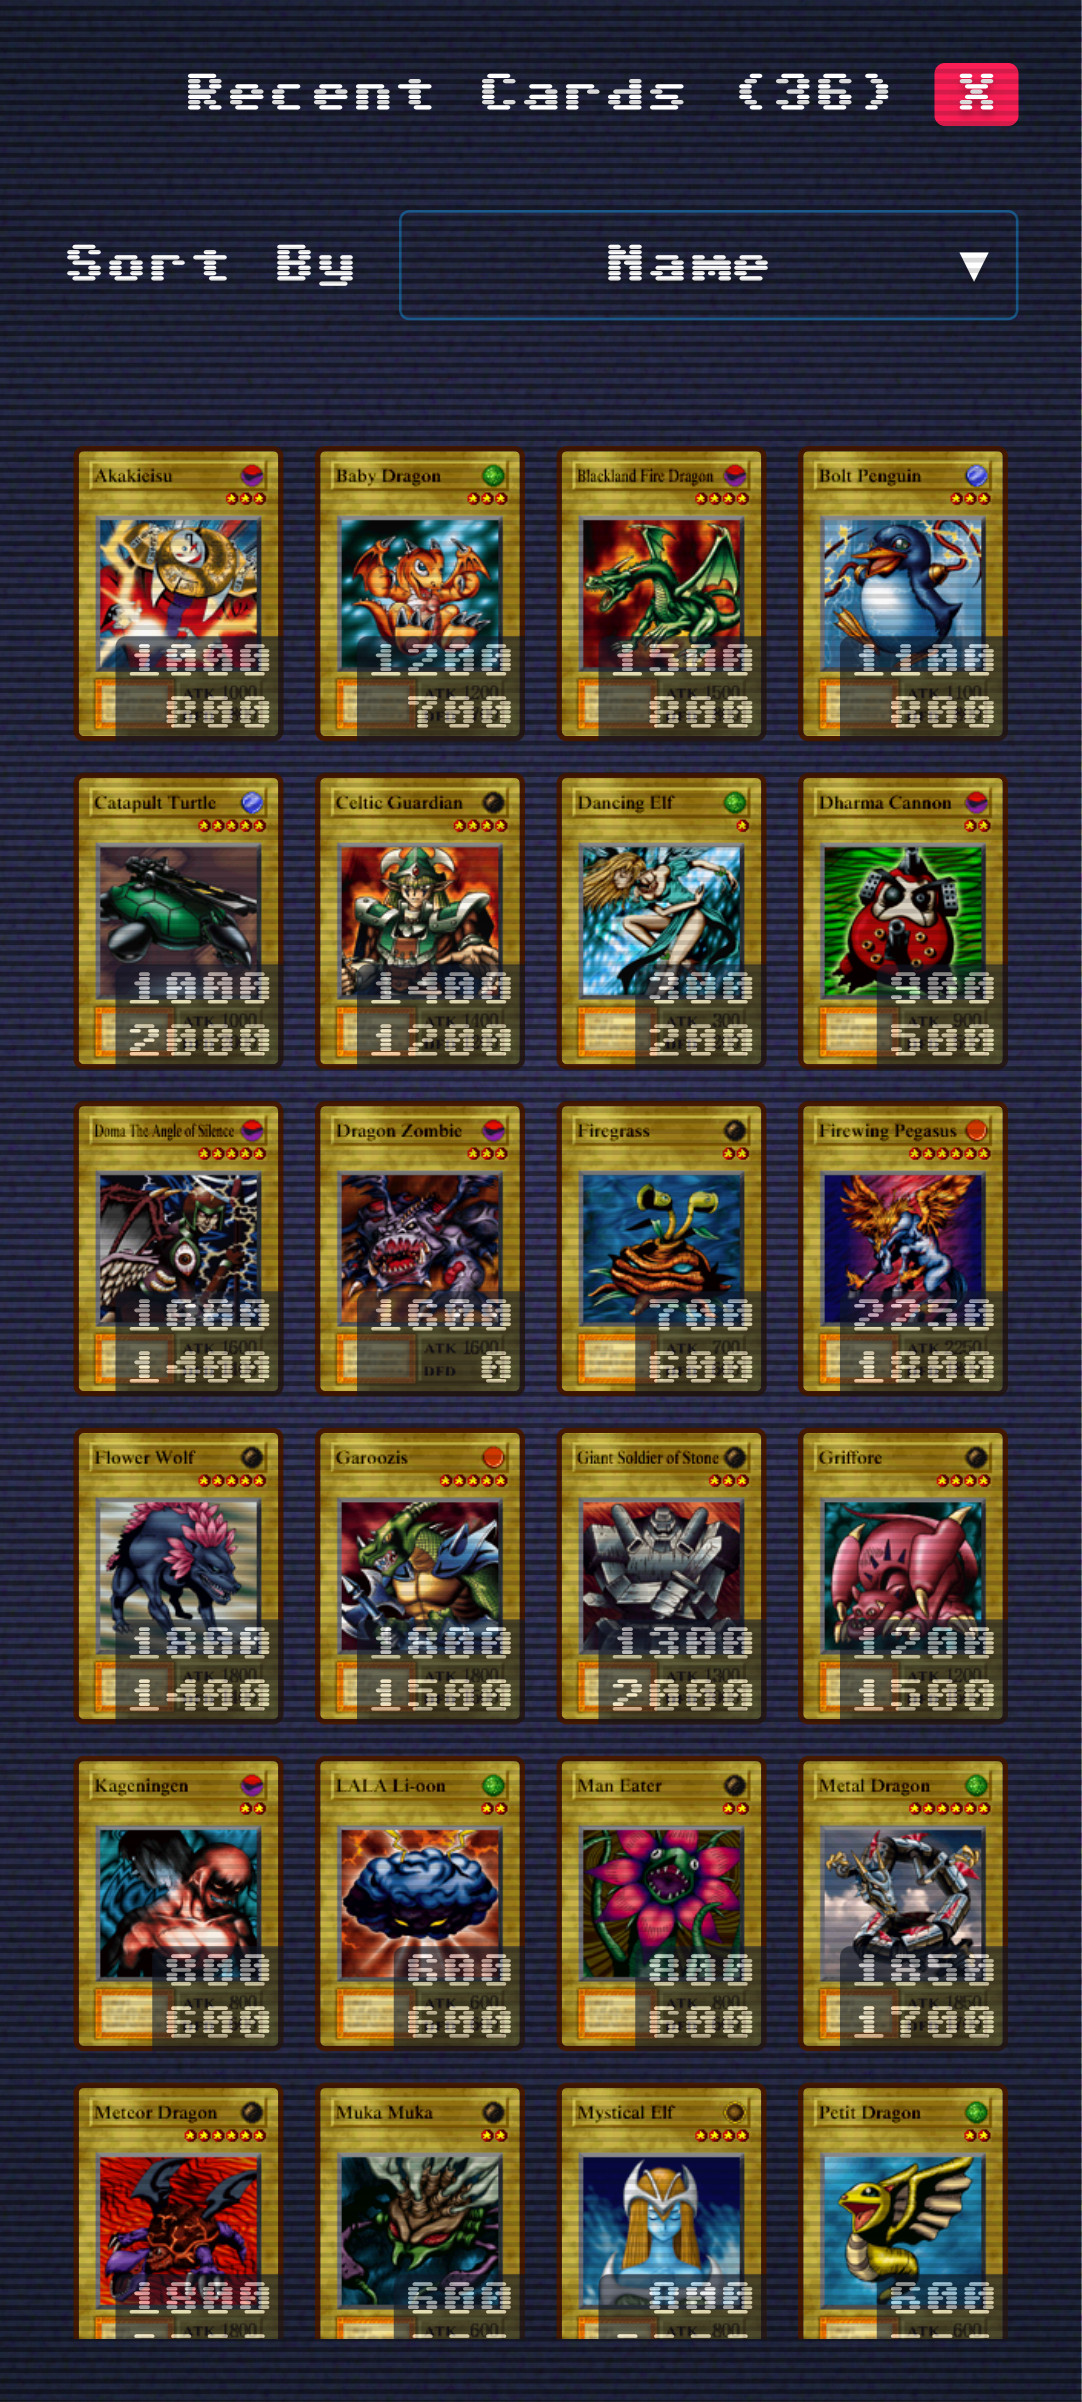 Recent Cards (36) X
Sort By Name ▼
Akakieisu
1000
ATK 1000
800
Baby Dragon
1200
ATK 1200
700
Blackland Fire Dragon
1500
ATK 1500
800
Bolt Penguin
1100
ATK 1100
800
Catapult Turtle
1000
ATK 1000
2000
Celtic Guardian
1400
ATK 1400
1200
Dancing Elf
300
ATK 300
200
Dharma Cannon
900
ATK 900
500
Doma The Angle of Silence
1600
ATK 1600
1400
Dragon Zombie
1600
ATK 1600
DFD 0
Firegrass
700
ATK 700
600
Firewing Pegasus
2250
ATK 2250
1800
Flower Wolf
1800
ATK 1800
1400
Garoozis
1800
ATK 1800
1500
Giant Soldier of Stone
1300
ATK 1300
2000
Griffore
1200
ATK 1200
1500
Kageningen
800
ATK 800
600
LALA Li-oon
600
ATK 600
600
Man Eater
800
ATK 800
600
Metal Dragon
1850
ATK 1850
1700
Meteor Dragon
1800
ATK 1800
Muka Muka
600
ATK 600
Mystical Elf
800
ATK 800
Petit Dragon
600
ATK 600